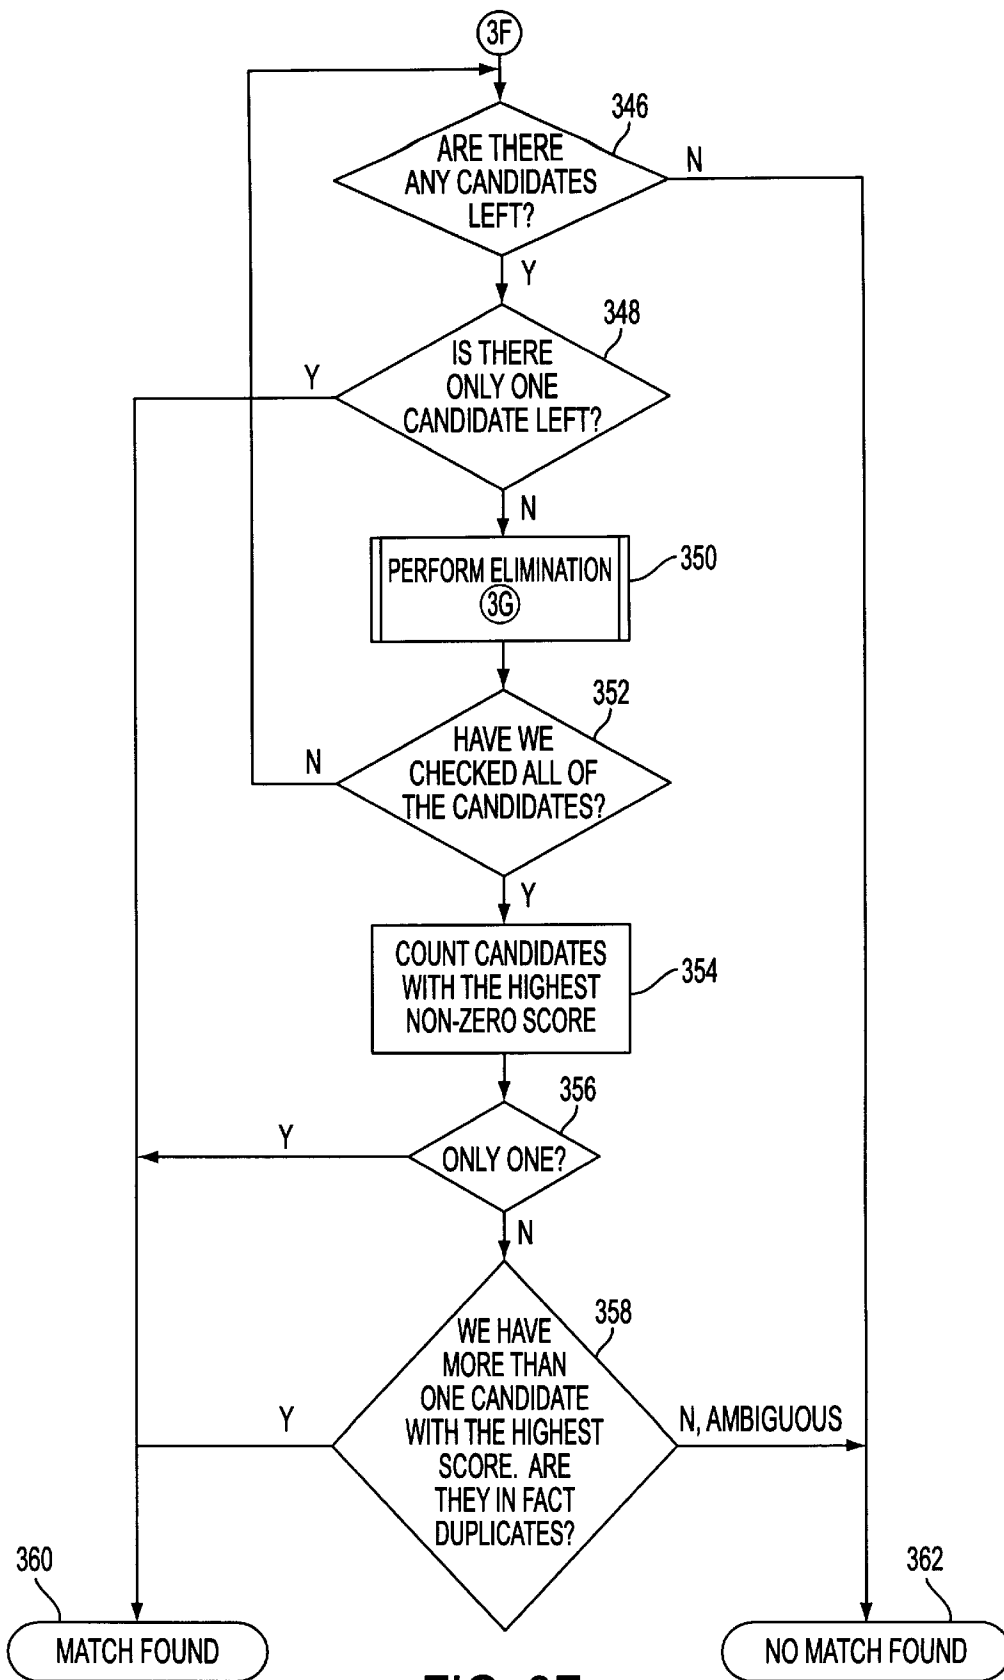 3F
346
ARE THERE
ANY CANDIDATES
LEFT?
N
Y
348
IS THERE
ONLY ONE
CANDIDATE LEFT?
Y
N
350
PERFORM ELIMINATION
3G
352
HAVE WE
CHECKED ALL OF
THE CANDIDATES?
N
Y
COUNT CANDIDATES
WITH THE HIGHEST
NON-ZERO SCORE
354
356
ONLY ONE?
Y
N
358
WE HAVE
MORE THAN
ONE CANDIDATE
WITH THE HIGHEST
SCORE. ARE
THEY IN FACT
DUPLICATES?
Y
N, AMBIGUOUS
360
MATCH FOUND
362
NO MATCH FOUND